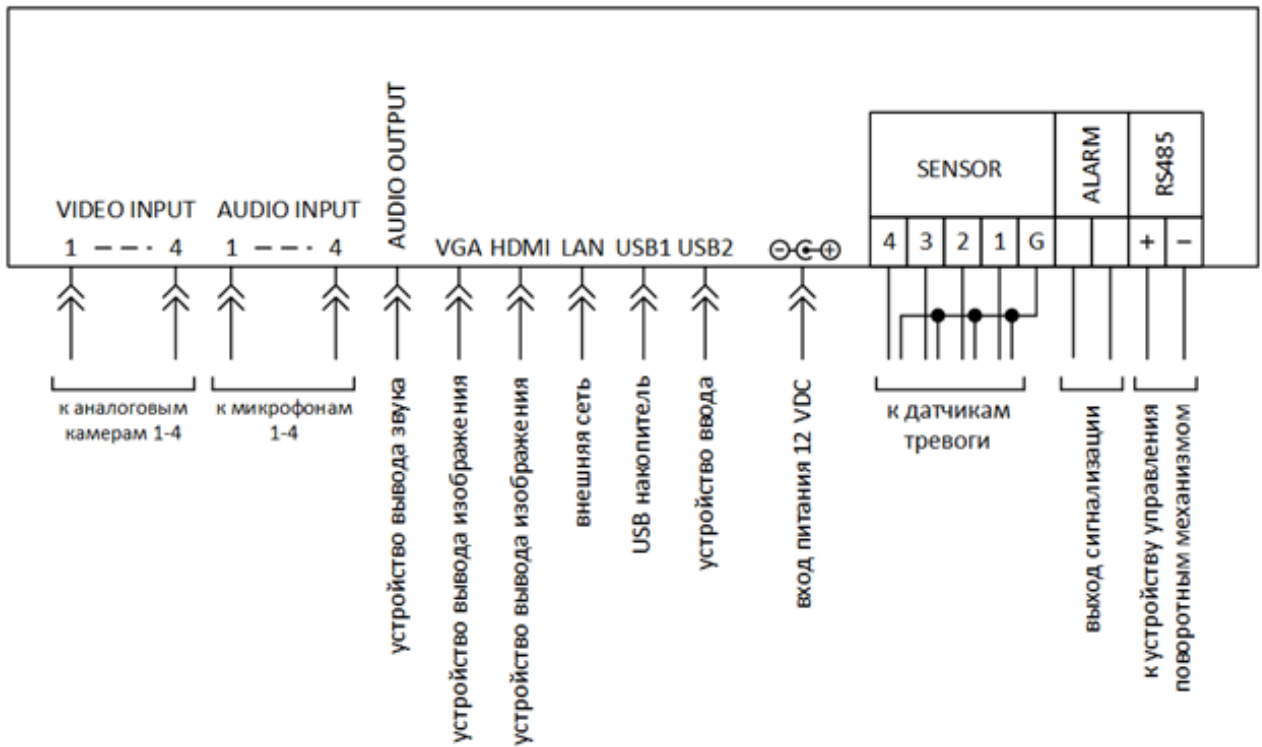 AUDIO OUTPUT
SENSOR
ALARM
RS485
VIDEO INPUT
AUDIO INPUT
1 4
1 4
VGA HDMI LAN USB1 USB2
4 3 2 1 G
+ −
к аналоговым
камерам 1-4
к микрофонам
1-4
устройство вывода звука
устройство вывода изображения
устройство вывода изображения
внешняя сеть
USB накопитель
устройство ввода
вход питания 12 VDC
к датчикам
тревоги
выход сигнализации
к устройству управления
поворотным механизмом